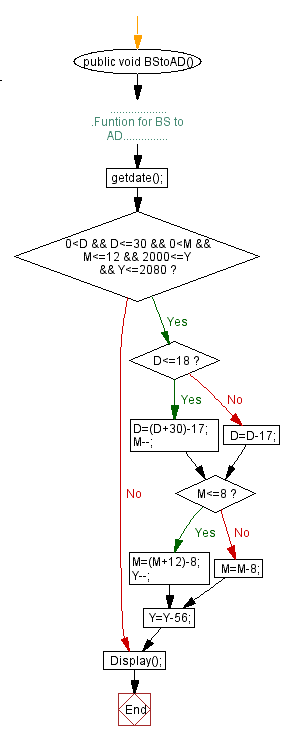 public void BStoAD()
...................
.Funtion for BS to
AD...............
getdate();
0<D && D<=30 && 0<M &&
M<=12 && 2000<=Y
&& Y<=2080 ?
Yes
D<=18 ?
Yes
No
D=(D+30)-17;
M--;
D=D-17;
M<=8 ?
No
Yes
No
M=(M+12)-8;
Y--;
M=M-8;
Y=Y-56;
Display();
End